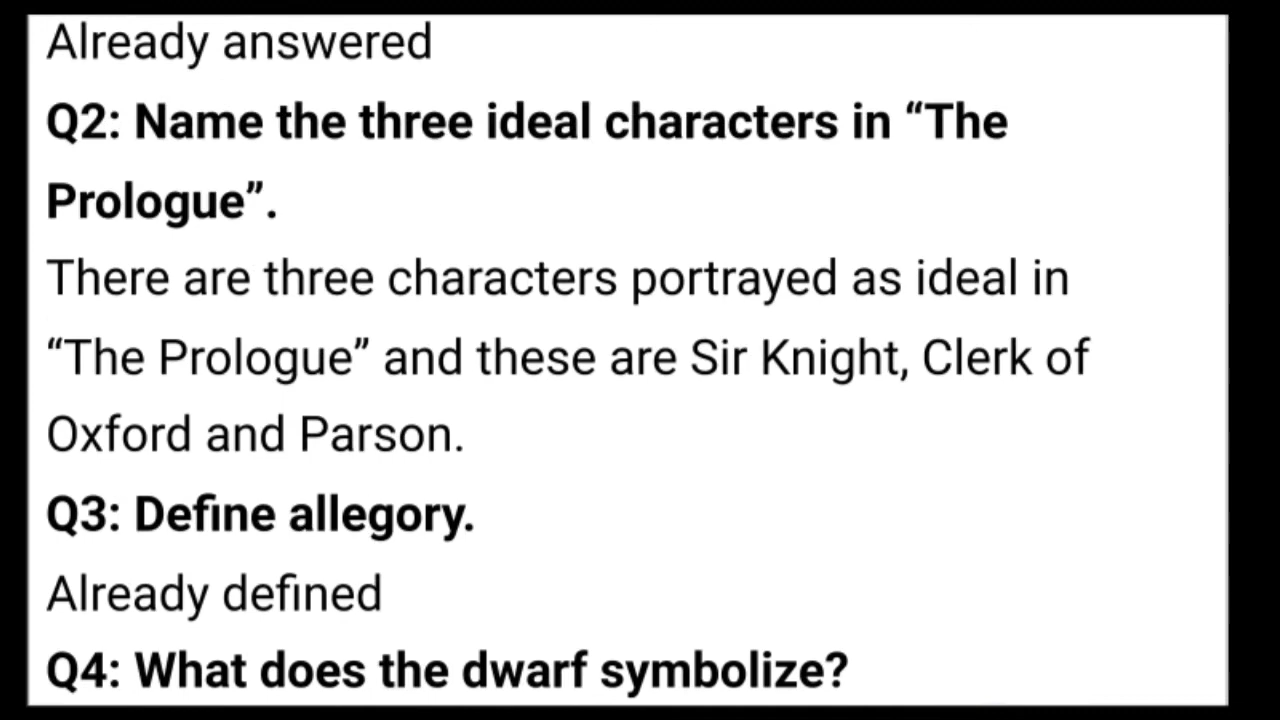 Already answered
Q2: Name the three ideal characters in “The
Prologue”.
There are three characters portrayed as ideal in
“The Prologue” and these are Sir Knight, Clerk of
Oxford and Parson.
Q3: Define allegory.
Already defined
Q4: What does the dwarf symbolize?